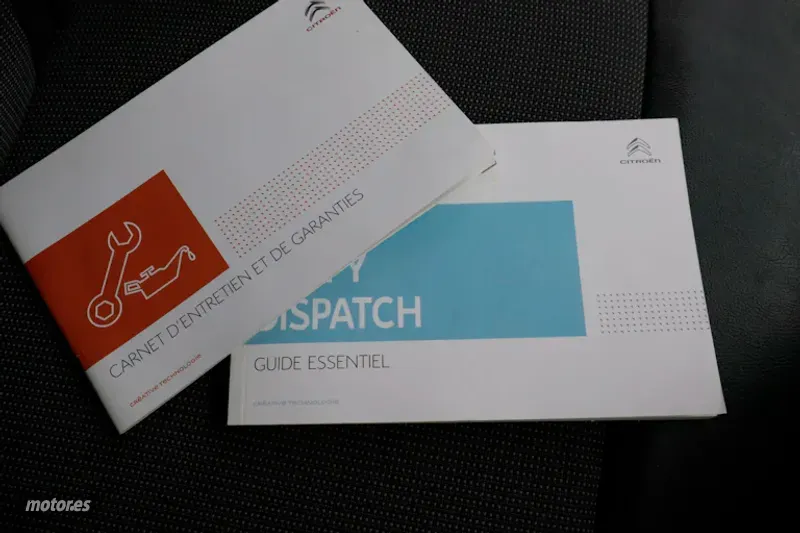 CITROËN
CARNET D'ENTRETIEN ET DE GARANTIES
CRÉATIVE TECHNOLOGIE
CITROËN
DISPATCH
GUIDE ESSENTIEL
CRÉATIVE TECHNOLOGIE
motor.es